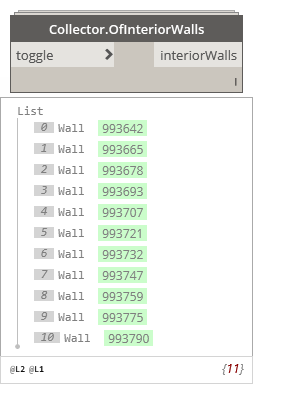 Collector.OfInteriorWalls
toggle > interiorWalls
l
List
0 Wall 993642
1 Wall 993665
2 Wall 993678
3 Wall 993693
4 Wall 993707
5 Wall 993721
6 Wall 993732
7 Wall 993747
8 Wall 993759
9 Wall 993775
10 Wall 993790
@L2 @L1 {11}